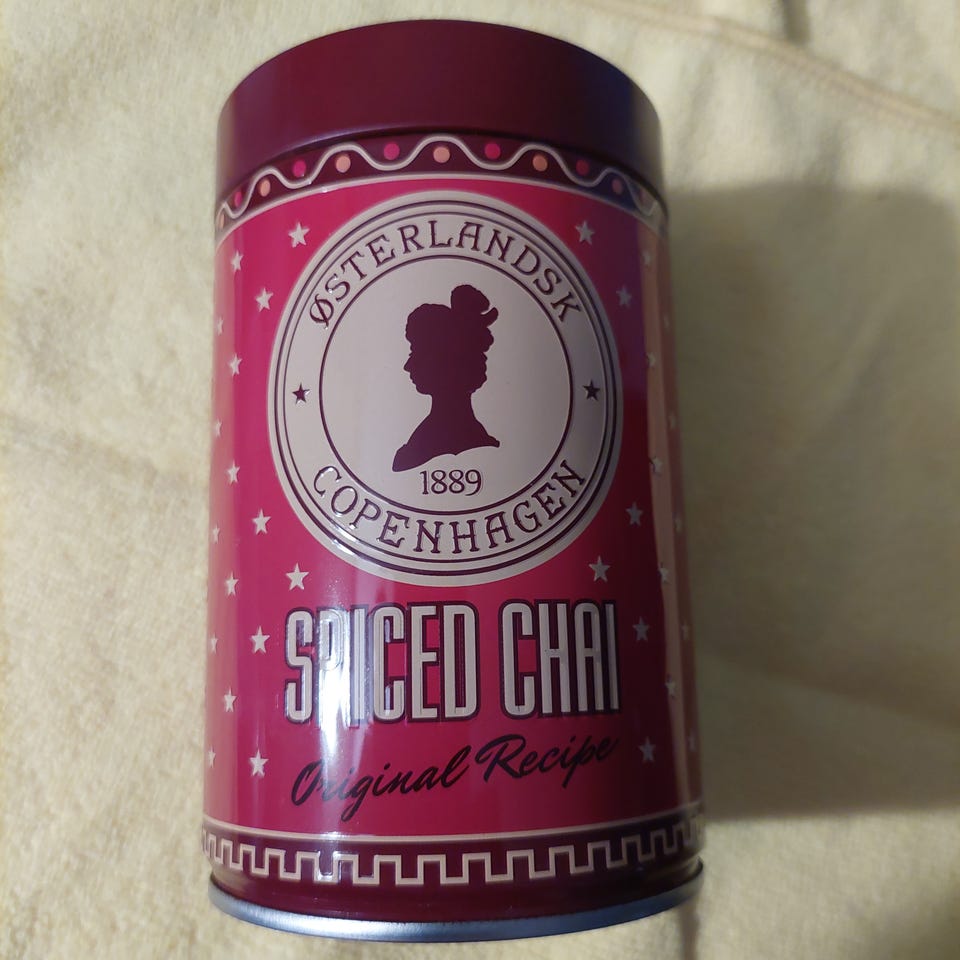 ØSTERLANDSK
1889
COPENHAGEN
SPICED CHAI
Original Recipe